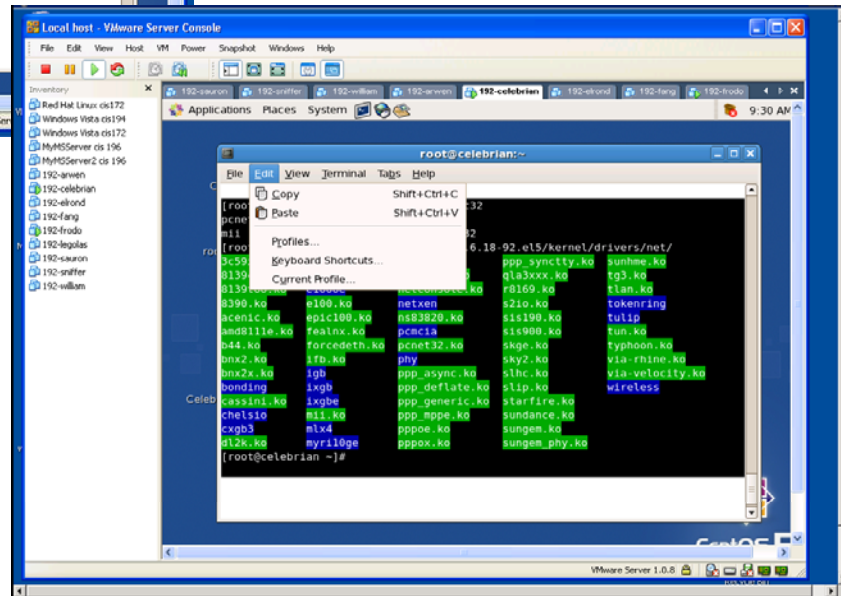 Local host - VMware Server Console
File Edit View Host VM Power Snapshot Windows Help
Inventory
192-sauron 192-sniffer 192-william 192-arwen 192-celebrian 192-elrond 192-fang 192-frodo
Red Hat Linux cis172
Windows Vista cis194
Windows Vista cis172
MyMSServer cis 196
MyMSServer2 cis 196
192-arwen
192-celebrian
192-elrond
192-fang
192-frodo
192-legolas
192-sauron
192-sniffer
192-william
Applications Places System 9:30 AM
root@celebrian:~
File Edit View Terminal Tabs Help
Copy Shift+Ctrl+C
Paste Shift+Ctrl+V
Profiles...
Keyboard Shortcuts...
Current Profile...
[roo 32
pcne
mii
[roo 6.18-92.el5/kernel/drivers/net/
3c59 ppp_synctty.ko sunhme.ko
8139 qla3xxx.ko tg3.ko
r8169.ko tlan.ko
8390.ko e100.ko netxen s2io.ko tokenring
acenic.ko epic100.ko ns83820.ko sis190.ko tulip
amd8111e.ko fealnx.ko pcmcia sis900.ko tun.ko
b44.ko forcedeth.ko pcnet32.ko skge.ko typhoon.ko
bnx2.ko ifb.ko phy sky2.ko via-rhine.ko
bnx2x.ko igb ppp_async.ko slhc.ko via-velocity.ko
bonding ixgb ppp_deflate.ko slip.ko wireless
cassini.ko ixgbe ppp_generic.ko starfire.ko
chelsio mii.ko ppp_mppe.ko sundance.ko
cxgb3 mlx4 pppoe.ko sungem.ko
dl2k.ko myri10ge pppox.ko sungem_phy.ko
[root@celebrian ~]#
Celeb
VMware Server 1.0.8